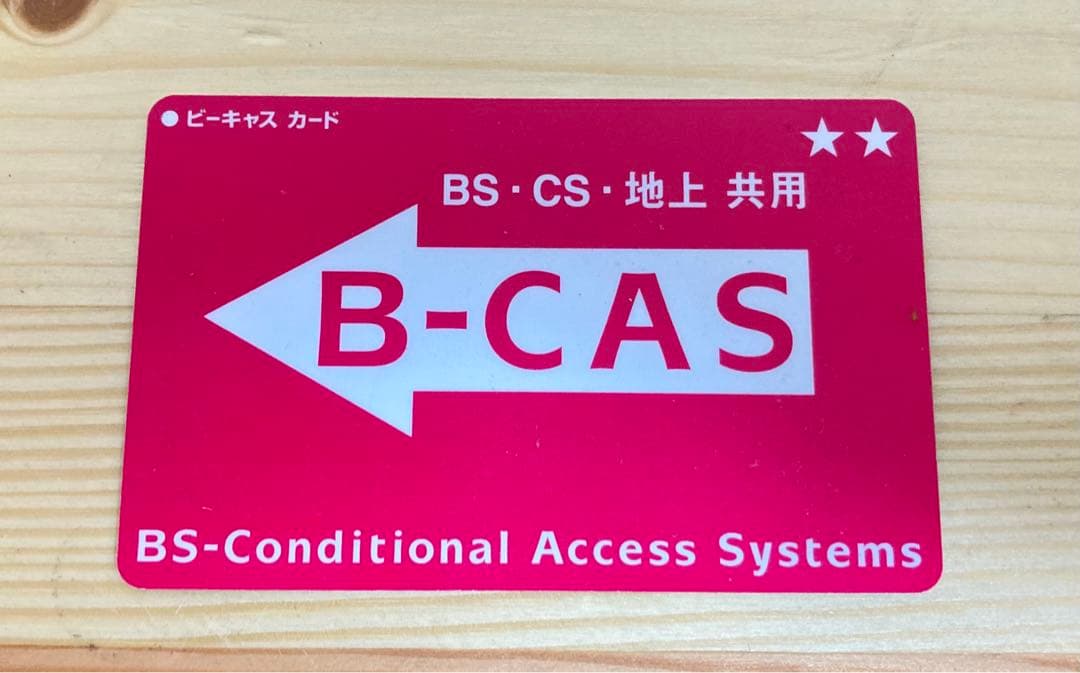 ●ビーキャス カード
★★
BS・CS・地上 共用
B-CAS
BS-Conditional Access Systems